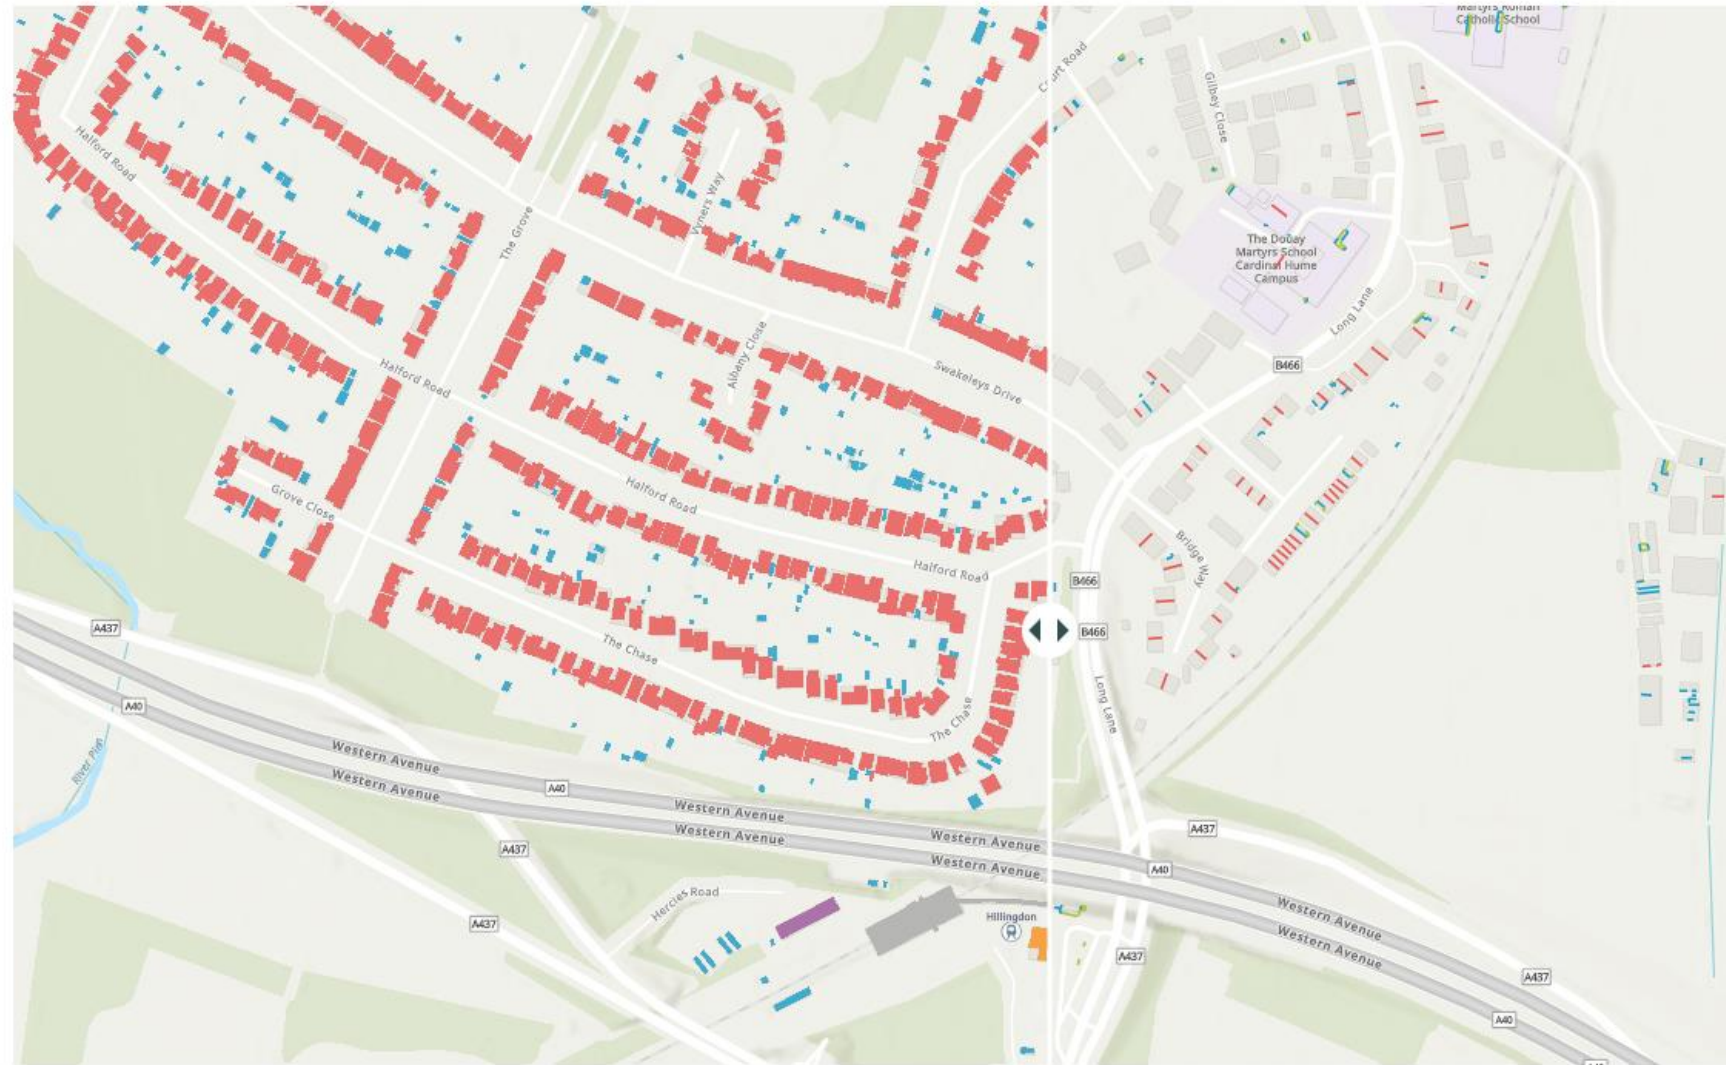 Martyrs Roman
Catholic School
Court Road
Gilbey Close
Halford Road
The Grove
Vyners Way
The Douay
Martyrs School
Cardinal Hume
Campus
Long Lane
Albany Close
Halford Road
Swakeleys Drive
B466
Grove Close
Halford Road
Halford Road
Bridge Way
B466
A437
B466
The Chase
A40
Long Lane
The Chase
River Pinn
Western Avenue
Western Avenue
A40
Western Avenue
Western Avenue
A437
Western Avenue
Western Avenue
A437
A40
Hercies Road
A437
Hillingdon
Western Avenue
Western Avenue
A437
A437
A40